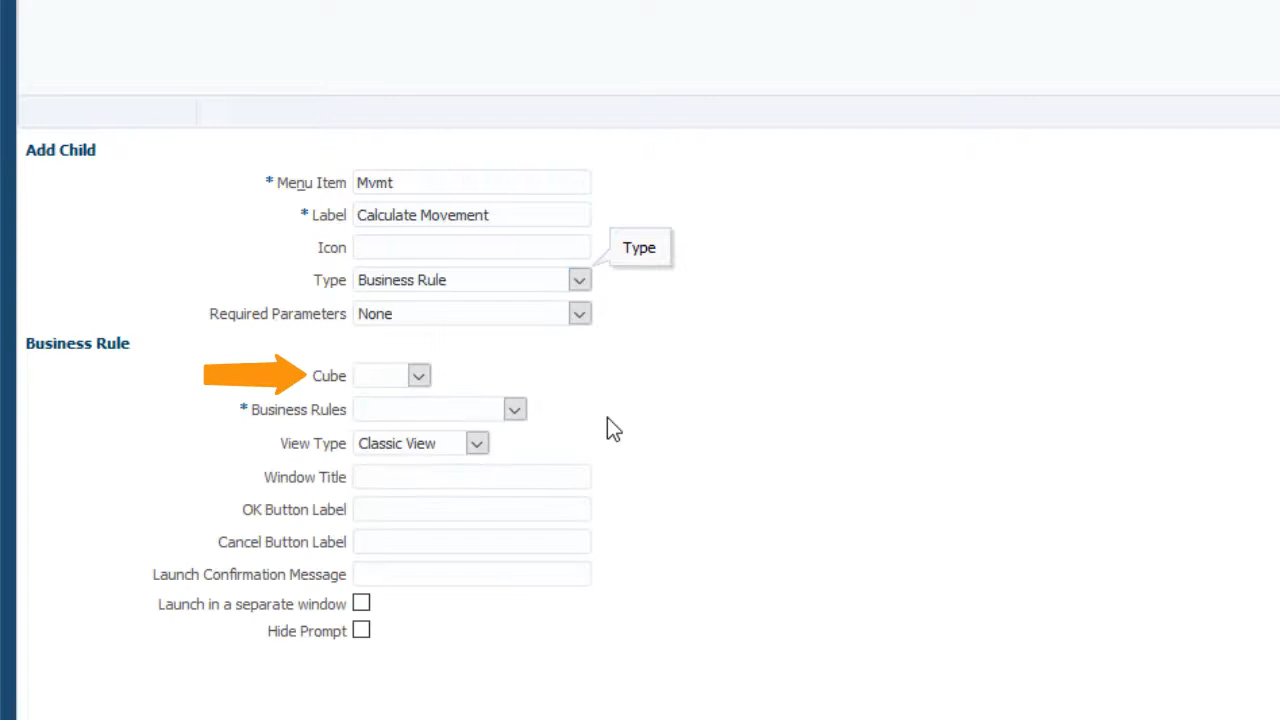 Add Child
* Menu Item Mvmt
* Label Calculate Movement
Icon
Type
Type Business Rule
Required Parameters None
Business Rule
Cube
* Business Rules
View Type Classic View
Window Title
OK Button Label
Cancel Button Label
Launch Confirmation Message
Launch in a separate window
Hide Prompt